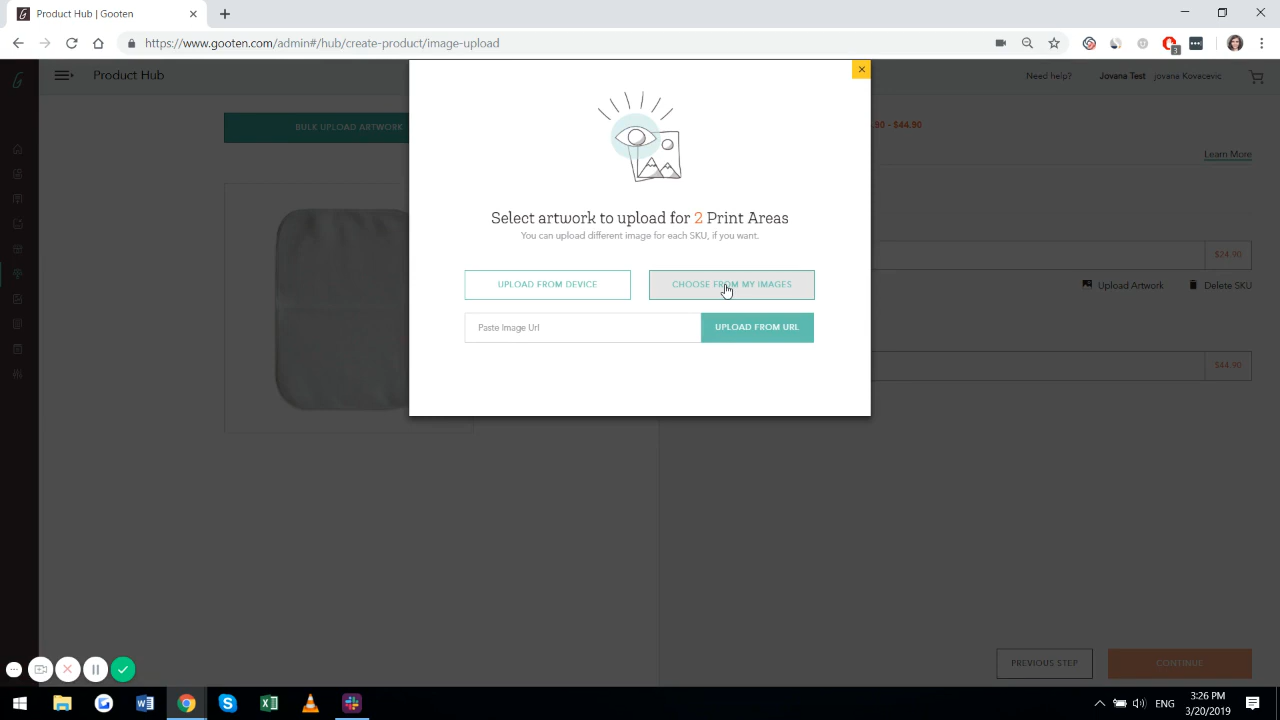 Product Hub | Gooten
https://www.gooten.com/admin#/hub/create-product/image-upload
3
Product Hub
Need help?
Jovana Test
jovana Kovacevic
BULK UPLOAD ARTWORK
.90 - $44.90
Learn More
Select artwork to upload for 2 Print Areas
You can upload different image for each SKU, if you want.
$24.90
UPLOAD FROM DEVICE
CHOOSE FROM MY IMAGES
Upload Artwork
Delete SKU
Paste Image Url
UPLOAD FROM URL
$44.90
PREVIOUS STEP
CONTINUE
ENG
3:26 PM
3/20/2019